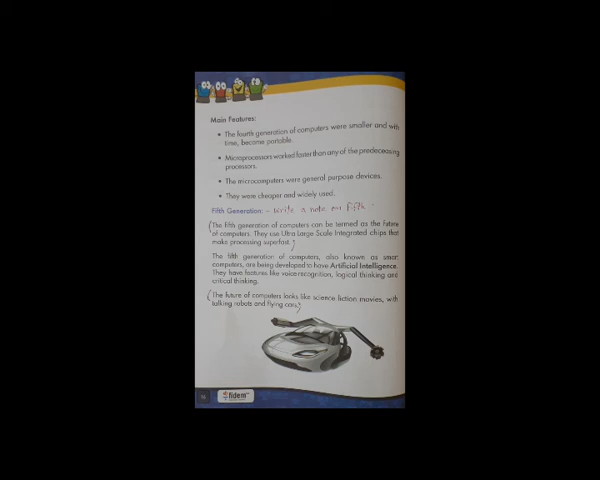 Main Features:
• The fourth generation of computers were smaller and with
time, became portable.
• Microprocessors worked faster than any of the predeceasing
processors.
• The microcomputers were general purpose devices.
• They were cheaper and widely used.
Fifth Generation: - write a note on fifth
(The fifth generation of computers can be termed as the future
of computers. They use Ultra Large Scale Integrated chips that
make processing superfast.)
The fifth generation of computers, also known as smart
computers, are being developed to have Artificial Intelligence.
They have features like voice recognition, logical thinking and
critical thinking.
(The future of computers looks like science fiction movies, with
talking robots and flying cars.)
fidem